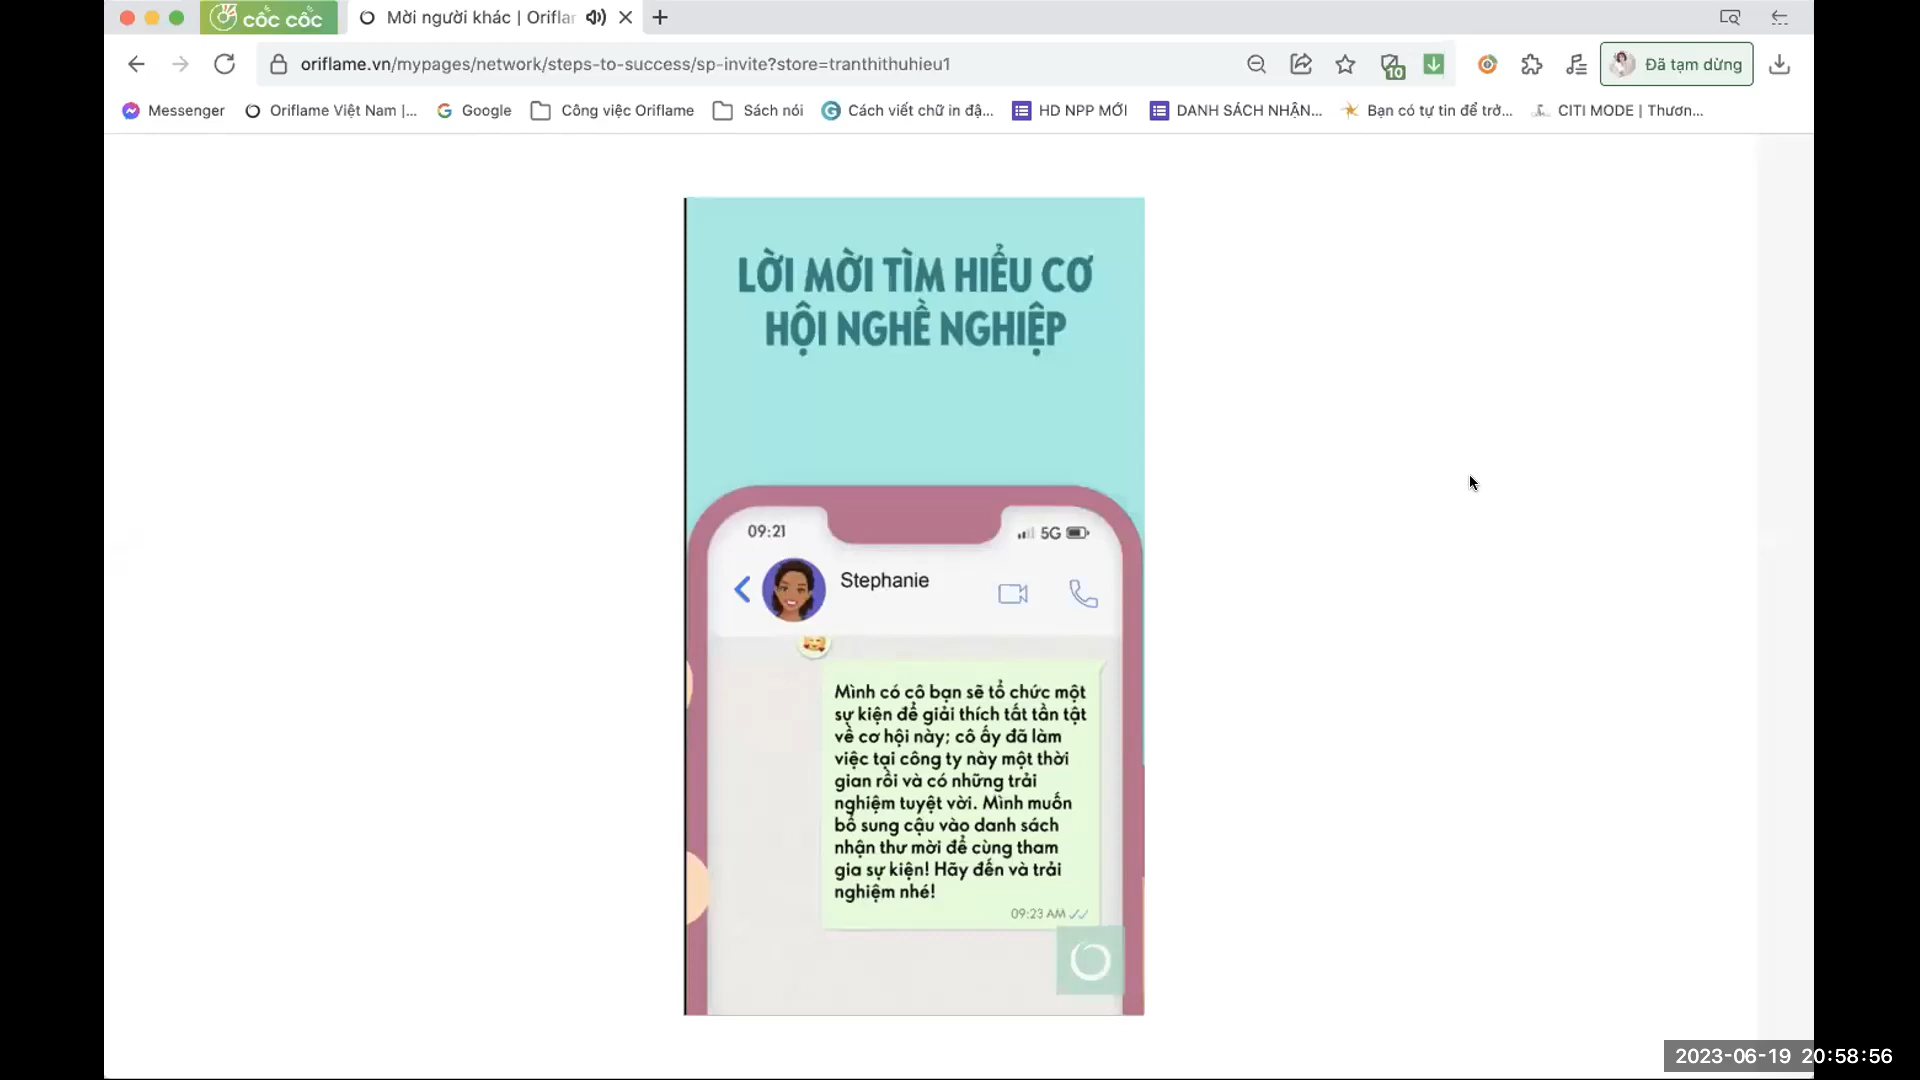 cốc cốc
Mời người khác | Orifla
oriflame.vn/mypages/network/steps-to-success/sp-invite?store=tranthithuhieu1
10
Đã tạm dừng
Messenger
Oriflame Việt Nam |...
Google
Công việc Oriflame
Sách nói
Cách viết chữ in đậ...
HD NPP MỚI
DANH SÁCH NHẬN...
Bạn có tự tin để trở...
CITI MODE | Thươn...
LỜI MỜI TÌM HIỂU CƠ
HỘI NGHỀ NGHIỆP
09:21
5G
Stephanie
Mình có cô bạn sẽ tổ chức một
sự kiện để giải thích tất tần tật
về cơ hội này; cô ấy đã làm
việc tại công ty này một thời
gian rồi và có những trải
nghiệm tuyệt vời. Mình muốn
bổ sung cậu vào danh sách
nhận thư mời để cùng tham
gia sự kiện! Hãy đến và trải
nghiệm nhé!
09:23 AM
2023-06-19 20:58:56